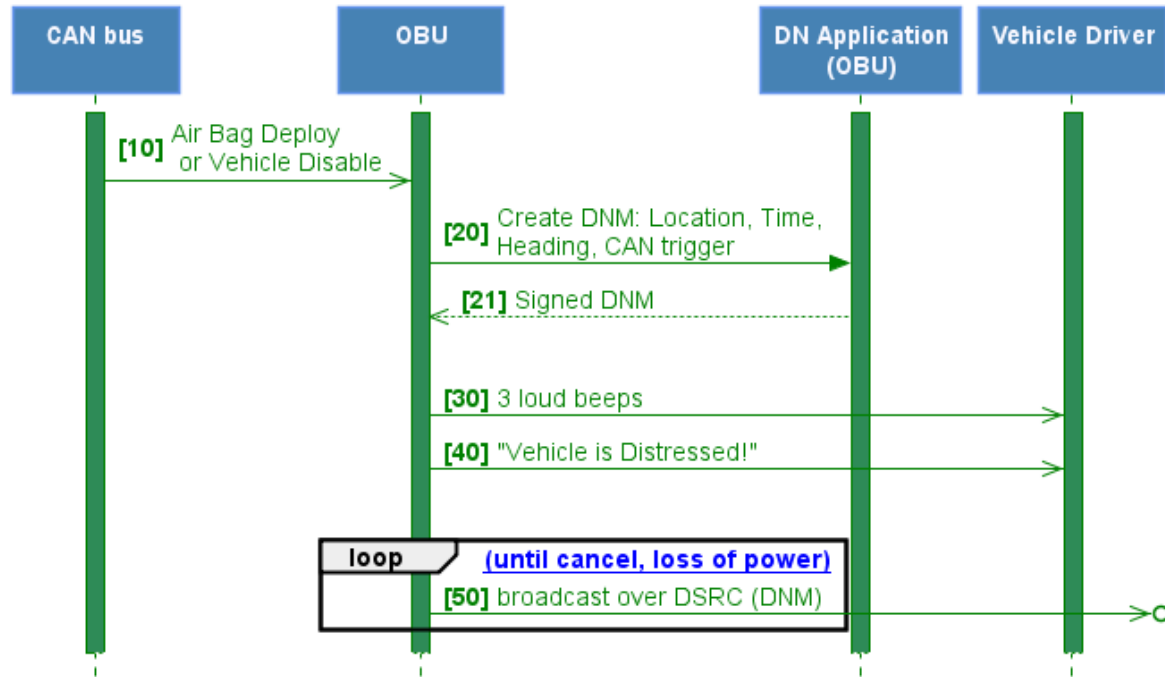 CAN bus
OBU
DN Application
(OBU)
Vehicle Driver
[10] Air Bag Deploy
or Vehicle Disable
[20] Create DNM: Location, Time,
Heading, CAN trigger
[21] Signed DNM
[30] 3 loud beeps
[40] "Vehicle is Distressed!"
loop (until cancel, loss of power)
[50] broadcast over DSRC (DNM)